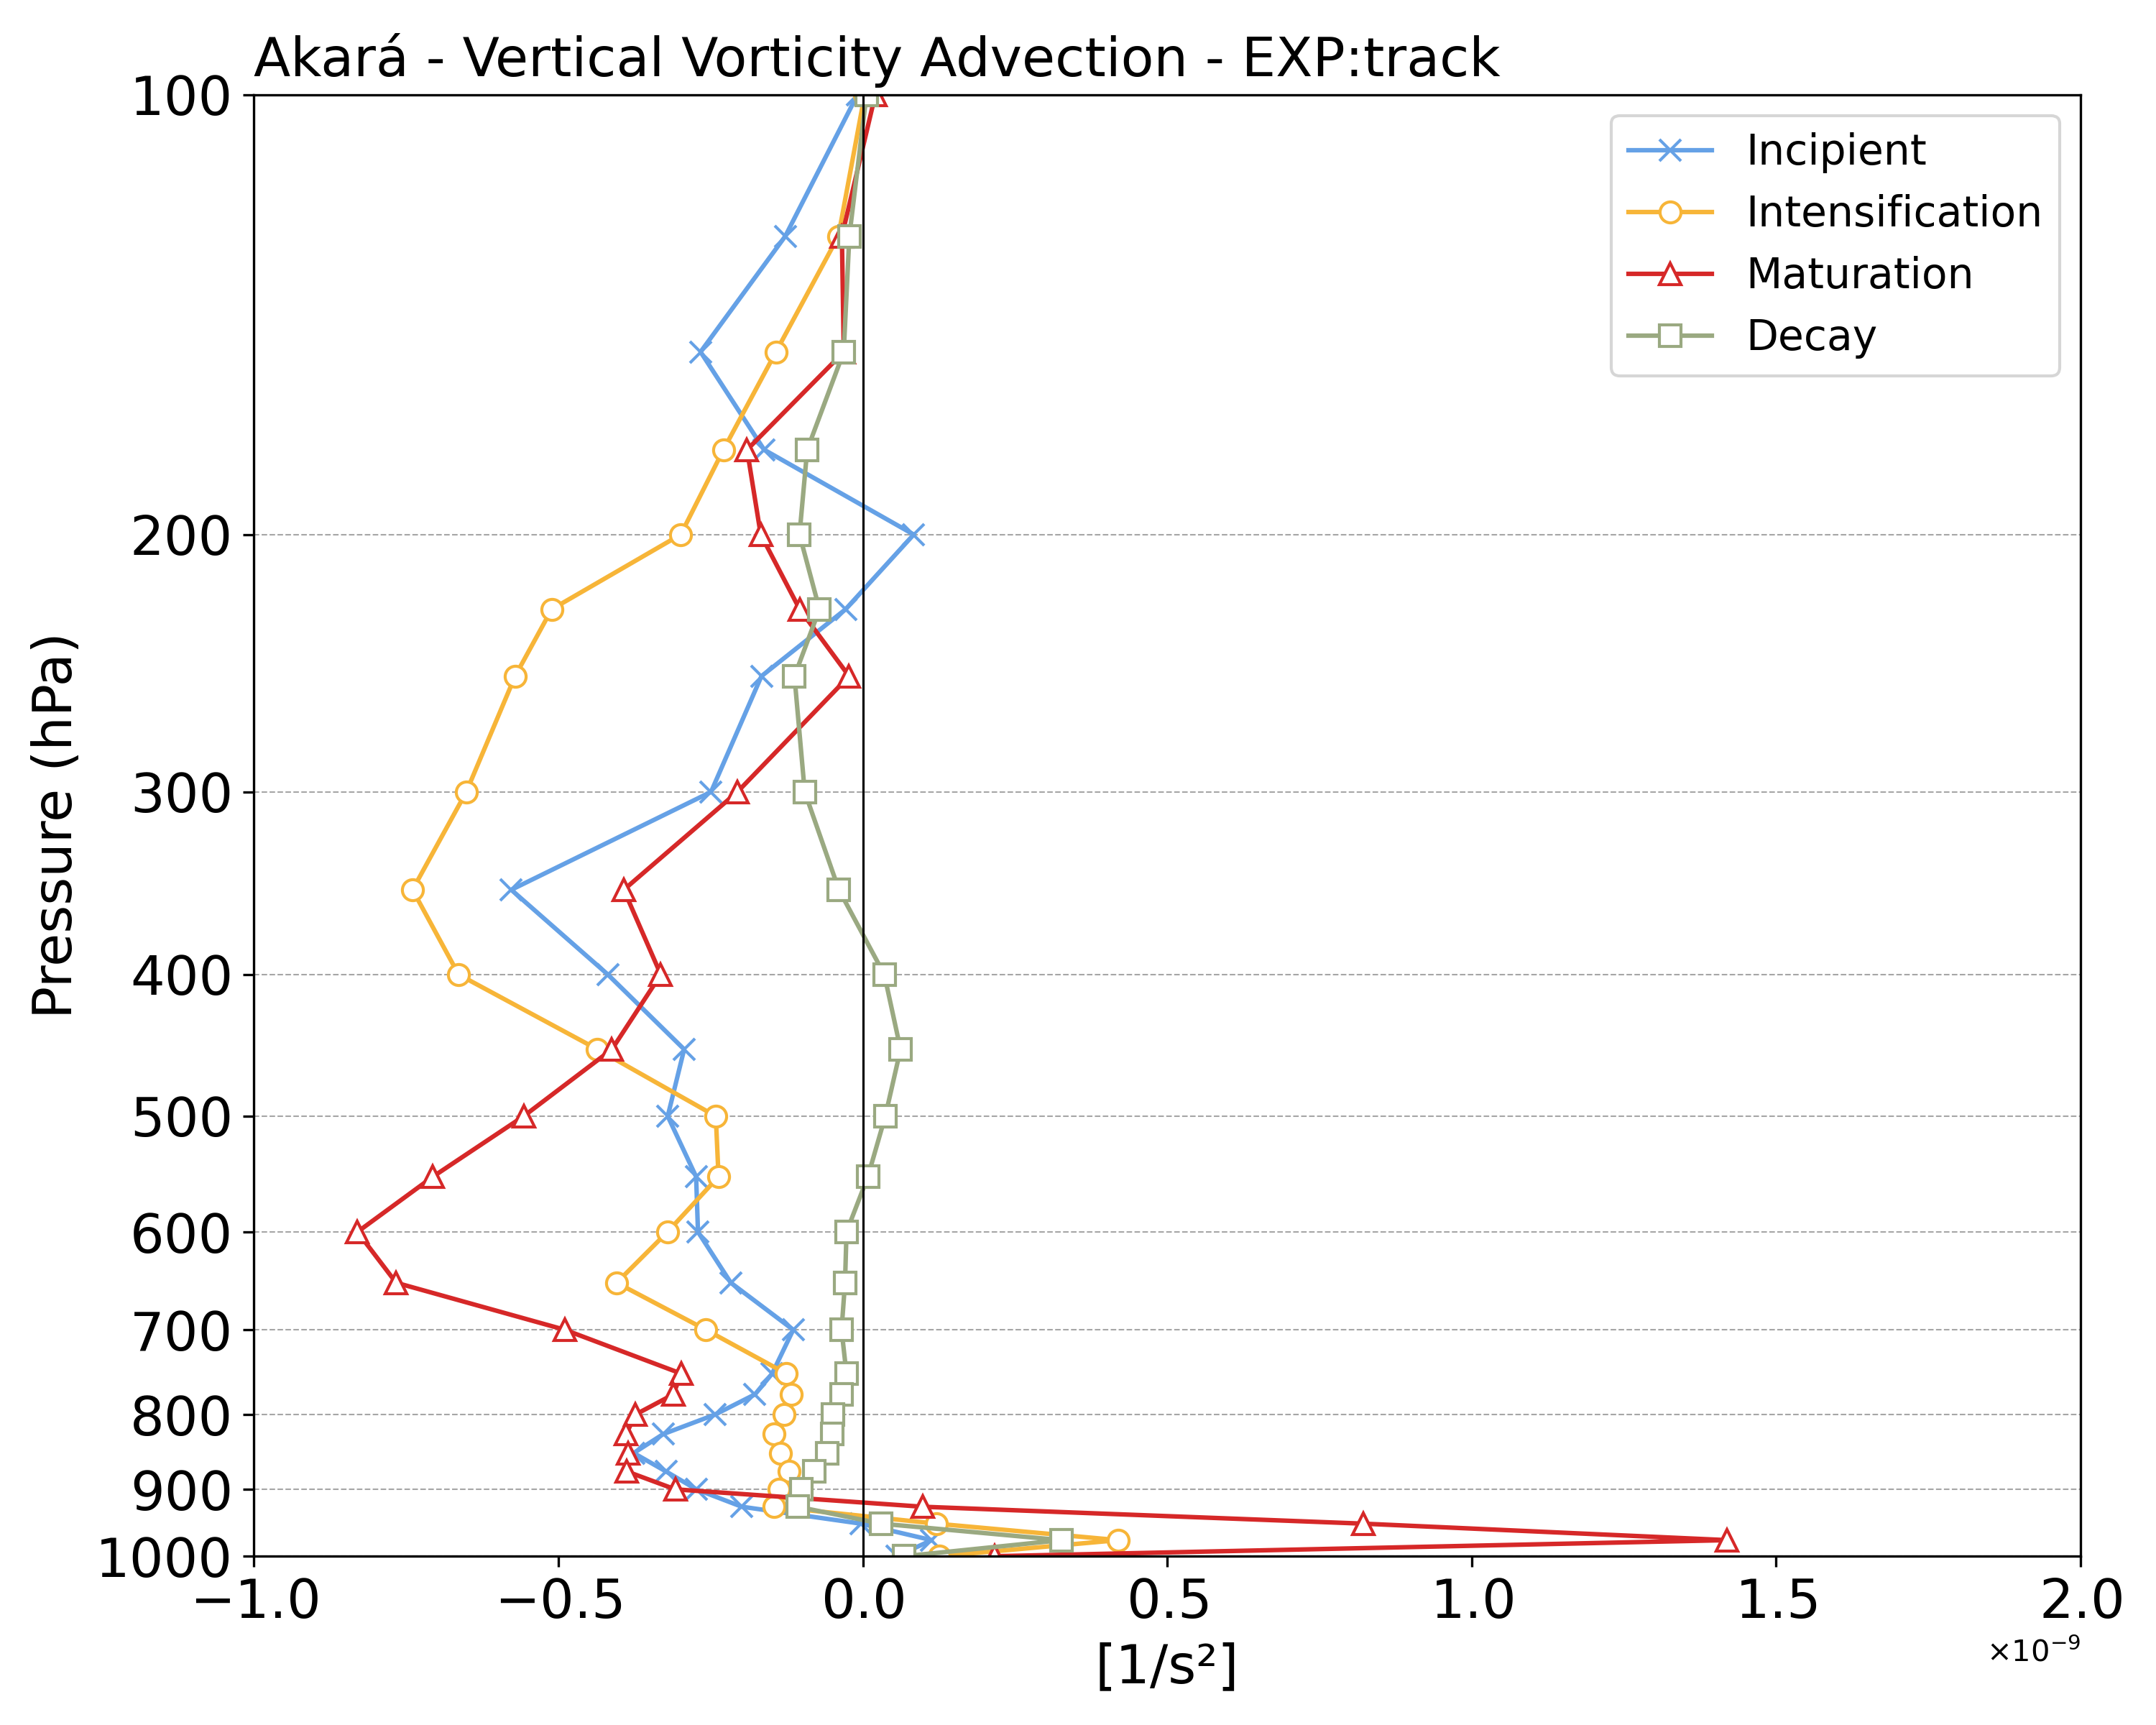 Akará - Vertical Vorticity Advection - EXP:track
100
200
300
400
500
600
700
800
900
1000
Pressure (hPa)
Incipient
Intensification
Maturation
Decay
−1.0 −0.5 0.0 0.5 1.0 1.5 2.0
[1/s²]
×10⁻⁹